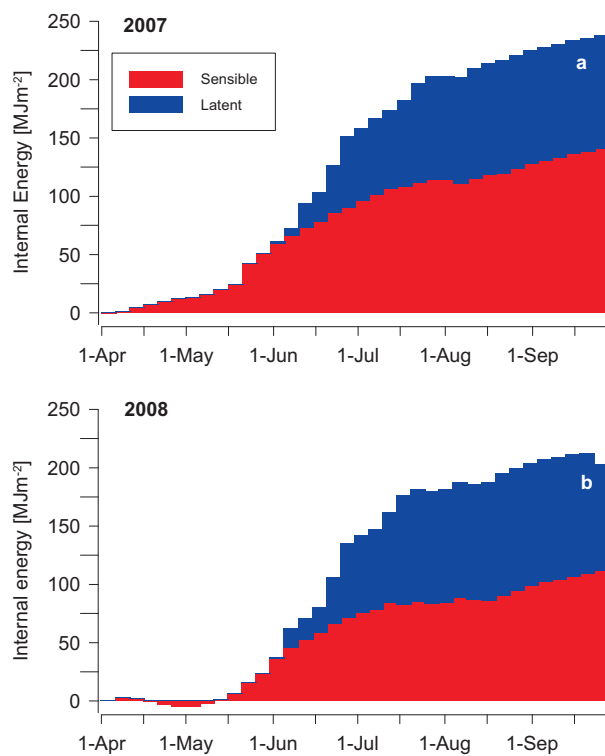 2007
250
200
150
100
50
0
Internal Energy [MJm-2]
Sensible
Latent
a
1-Apr 1-May 1-Jun 1-Jul 1-Aug 1-Sep
2008
250
200
150
100
50
0
Internal energy [MJm-2]
b
1-Apr 1-May 1-Jun 1-Jul 1-Aug 1-Sep